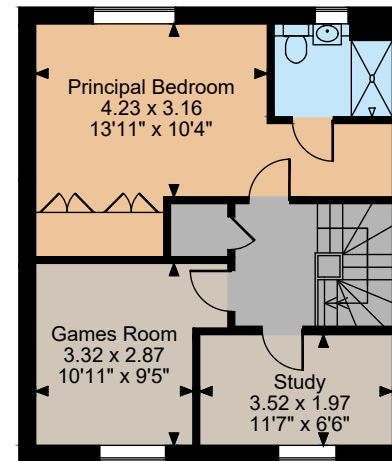 Principal Bedroom
4.23 x 3.16
13'11" x 10'4"
Games Room
3.32 x 2.87
10'11" x 9'5"
Study
3.52 x 1.97
11'7" x 6'6"